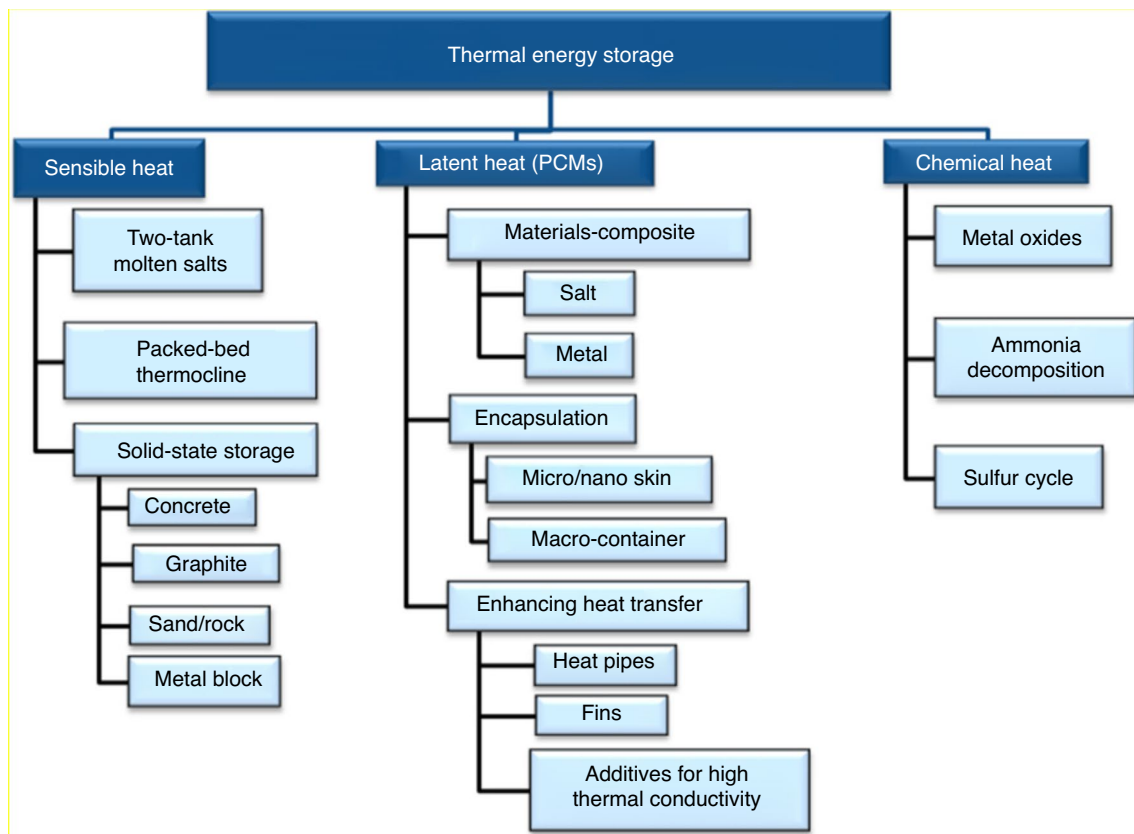 Thermal energy storage
Sensible heat
Two-tank
molten salts
Packed-bed
thermocline
Solid-state storage
Concrete
Graphite
Sand/rock
Metal block
Latent heat (PCMs)
Materials-composite
Salt
Metal
Encapsulation
Micro/nano skin
Macro-container
Enhancing heat transfer
Heat pipes
Fins
Additives for high
thermal conductivity
Chemical heat
Metal oxides
Ammonia
decomposition
Sulfur cycle